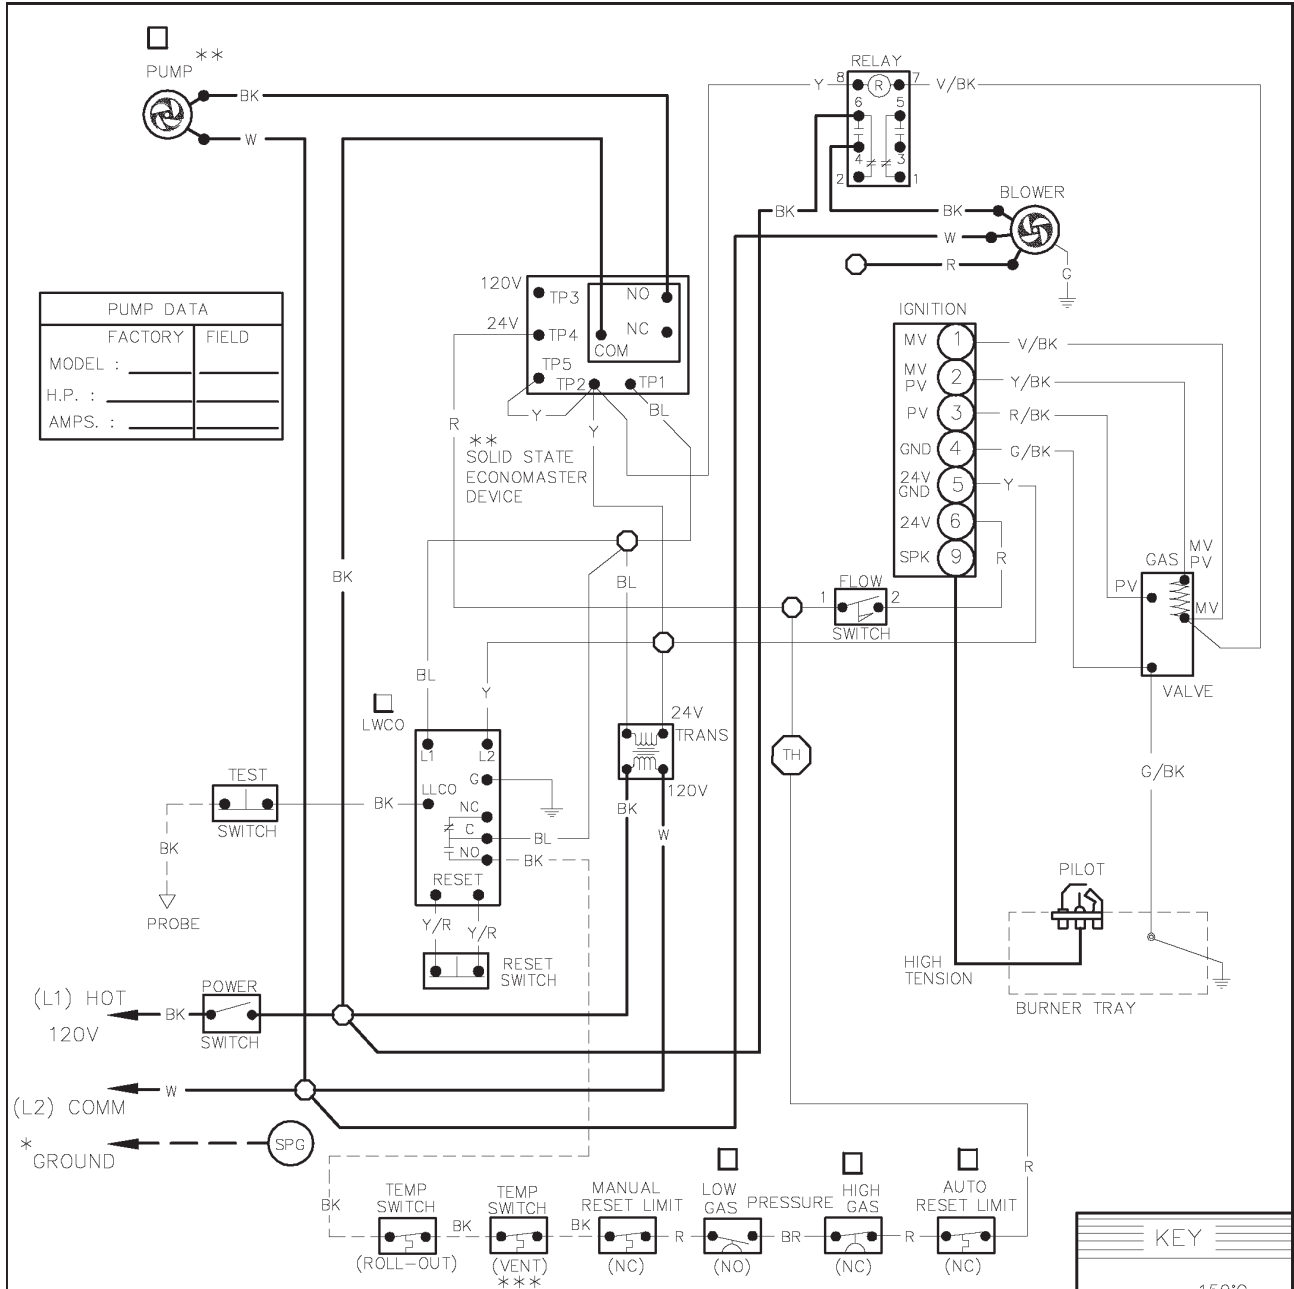 **
PUMP
BK
W
RELAY
Y 8 R 7 V/BK
6 5
4 3
2 1
BK
BLOWER
BK
W
R
G
PUMP DATA
FACTORY FIELD
MODEL :
H.P. :
AMPS. :
120V TP3 NO
24V TP4 NC
COM
TP5
TP2 TP1
Y Y BL
R
**
SOLID STATE
ECONOMASTER
DEVICE
IGNITION
MV 1 V/BK
MV
PV 2 Y/BK
PV 3 R/BK
GND 4 G/BK
24V
GND 5 Y
24V 6
SPK 9
R
GAS
MV
PV
PV
MV
VALVE
FLOW
1 2
SWITCH
BK
BL
BL
Y
LWCO
L1 L2
G
LLCO
NC
C BL
NO BK
RESET
Y/R Y/R
RESET
SWITCH
24V
TRANS
120V
BK
W
TH
TEST
SWITCH
BK
BK
PROBE
G/BK
PILOT
HIGH
TENSION
BURNER TRAY
POWER
(L1) HOT BK
120V
SWITCH
W
(L2) COMM
*
GROUND
SPG
R
BK
TEMP
SWITCH
(ROLL-OUT)
BK
TEMP
SWITCH
(VENT)
***
BK
MANUAL
RESET LIMIT
(NC)
R
LOW
GAS
(NO)
PRESSURE
BR
HIGH
GAS
(NC)
R
AUTO
RESET LIMIT
(NC)
KEY